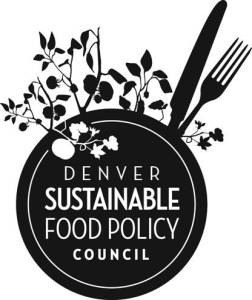 DENVER
SUSTAINABLE
FOOD POLICY
COUNCIL